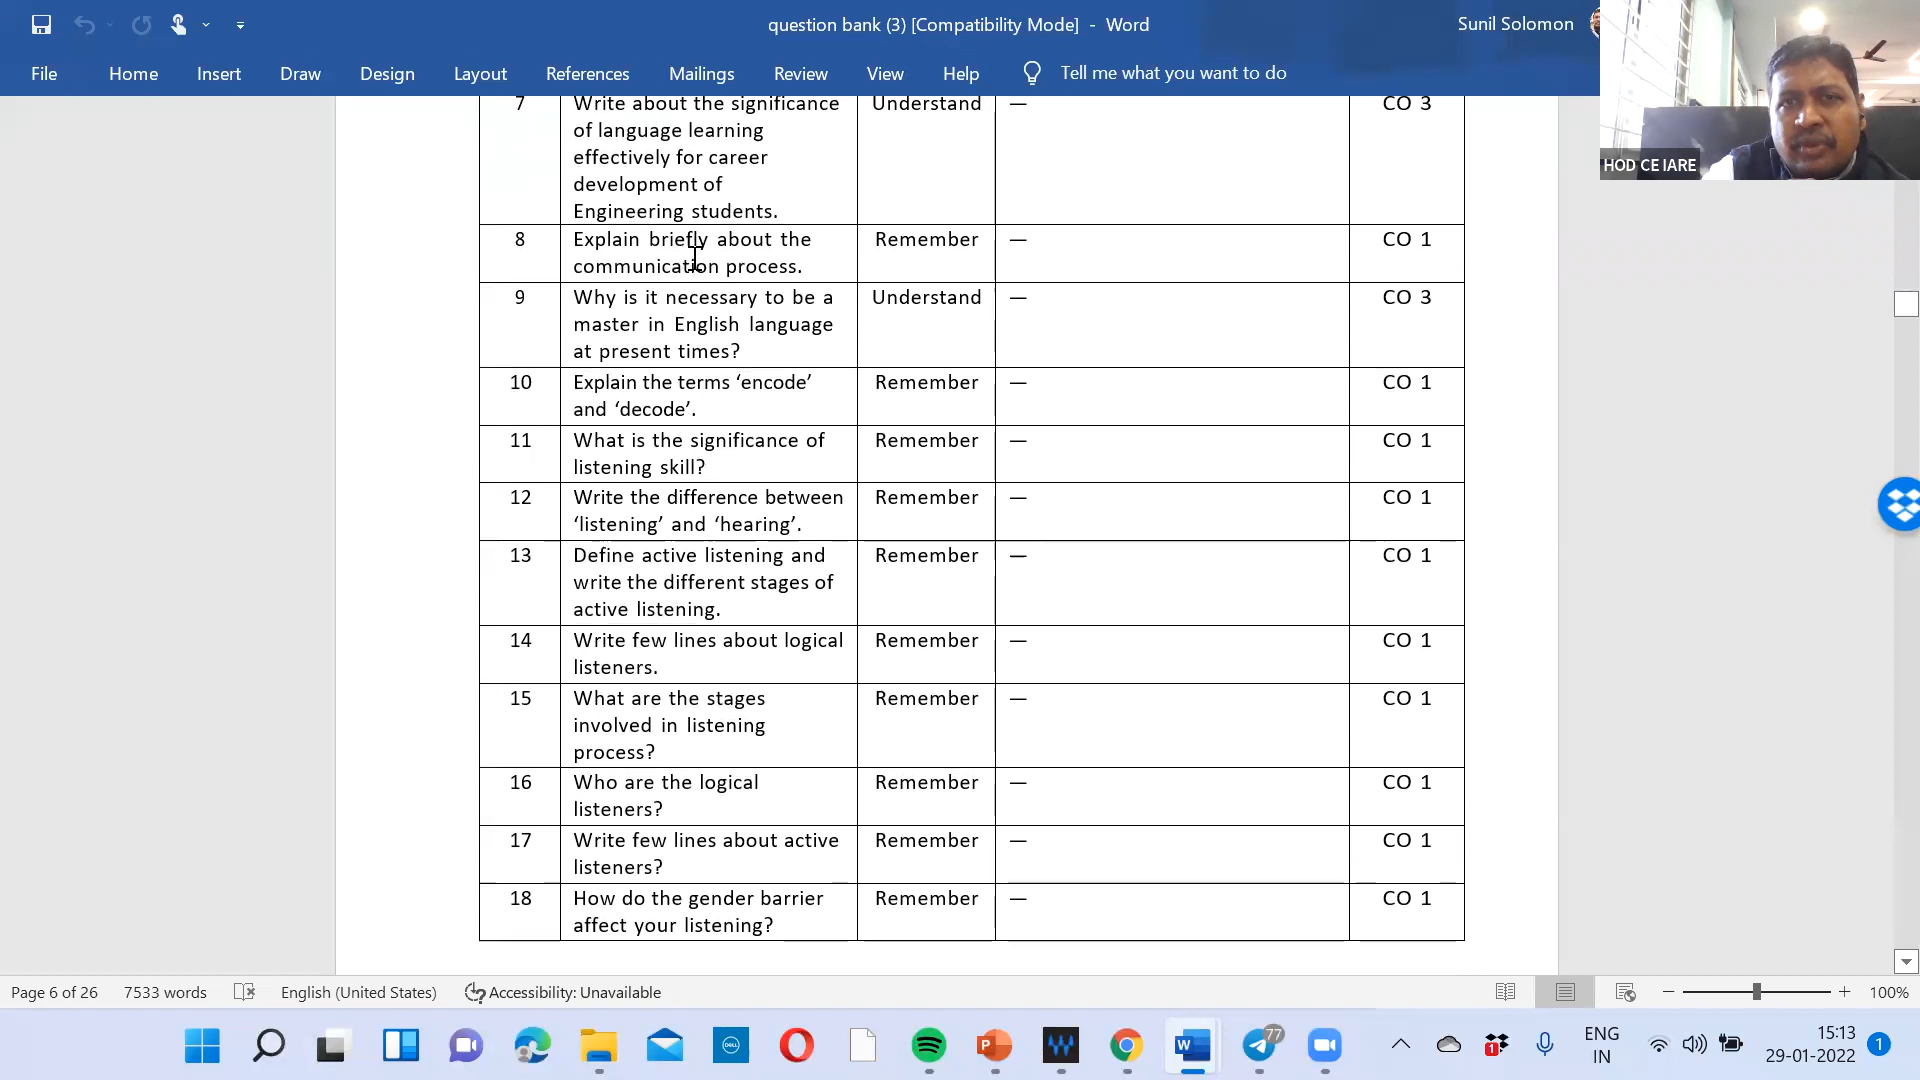 question bank (3) [Compatibility Mode] - Word
Sunil Solomon
File Home Insert Draw Design Layout References Mailings Review View Help Tell me what you want to do
HOD CE IARE
7 Write about the significance Understand — CO 3
of language learning
effectively for career
development of
Engineering students.
8 Explain briefly about the Remember — CO 1
communication process.
9 Why is it necessary to be a Understand — CO 3
master in English language
at present times?
10 Explain the terms ‘encode’ Remember — CO 1
and ‘decode’.
11 What is the significance of Remember — CO 1
listening skill?
12 Write the difference between Remember — CO 1
‘listening’ and ‘hearing’.
13 Define active listening and Remember — CO 1
write the different stages of
active listening.
14 Write few lines about logical Remember — CO 1
listeners.
15 What are the stages Remember — CO 1
involved in listening
process?
16 Who are the logical Remember — CO 1
listeners?
17 Write few lines about active Remember — CO 1
listeners?
18 How do the gender barrier Remember — CO 1
affect your listening?
Page 6 of 26 7533 words English (United States) Accessibility: Unavailable 100%
DELL
P
W
77
1
ENG
IN
15:13
29-01-2022
1